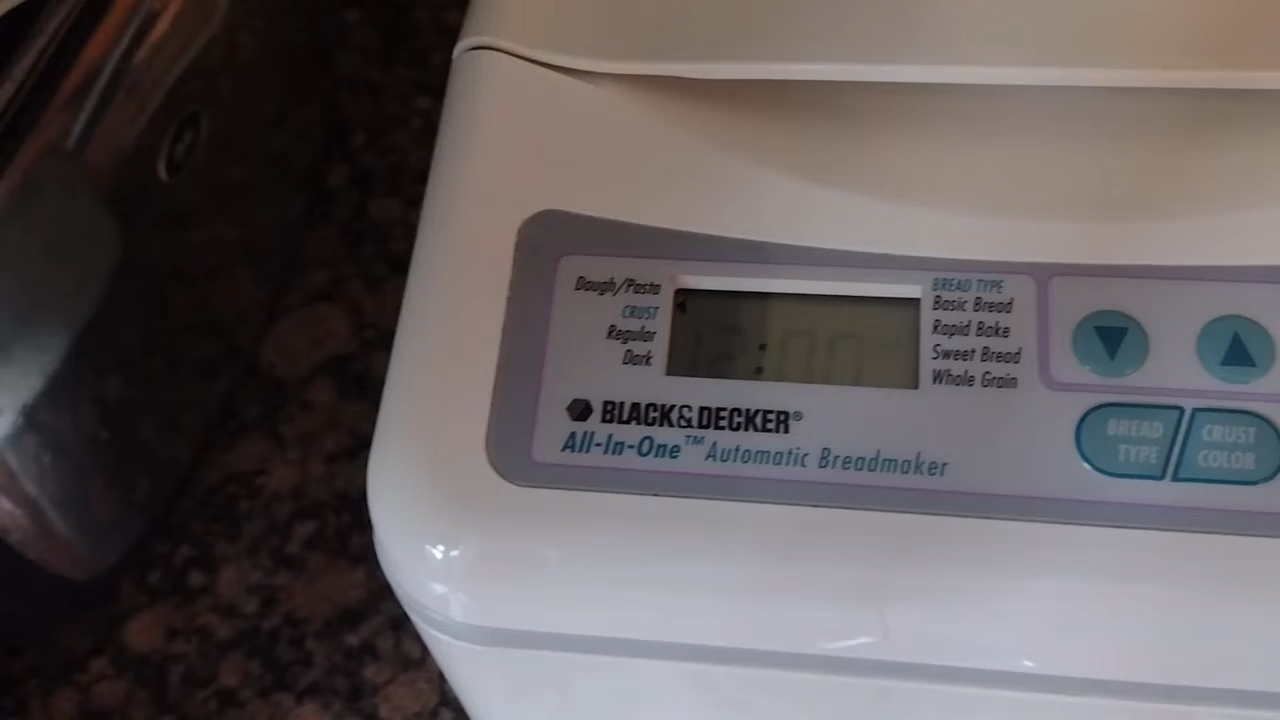 Dough/Pasta
CRUST
Regular
Dark
12:00
BREAD TYPE
Basic Bread
Rapid Bake
Sweet Bread
Whole Grain
BLACK&DECKER®
All-In-One™ Automatic Breadmaker
BREAD
TYPE
CRUST
COLOR